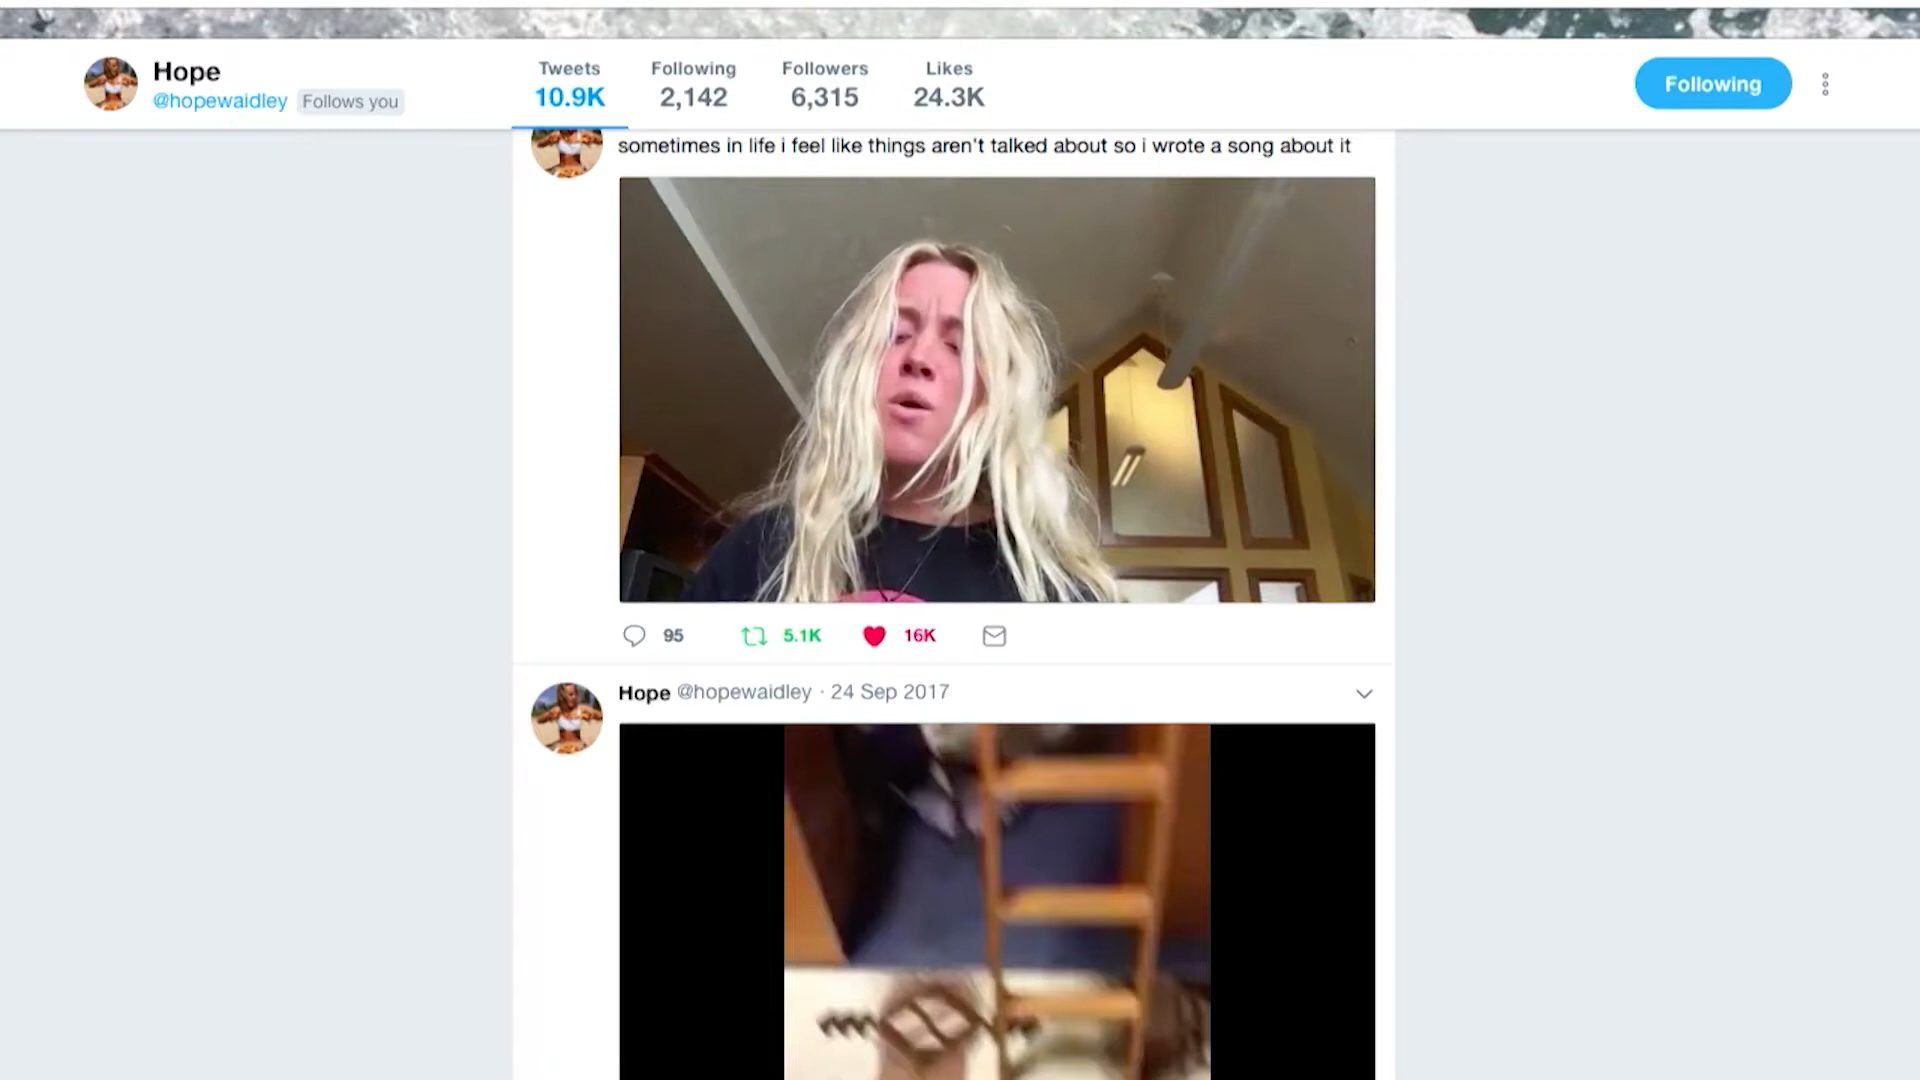 Hope
@hopewaidley Follows you
Tweets
10.9K
Following
2,142
Followers
6,315
Likes
24.3K
Following
sometimes in life i feel like things aren't talked about so i wrote a song about it
95
5.1K
16K
Hope @hopewaidley · 24 Sep 2017